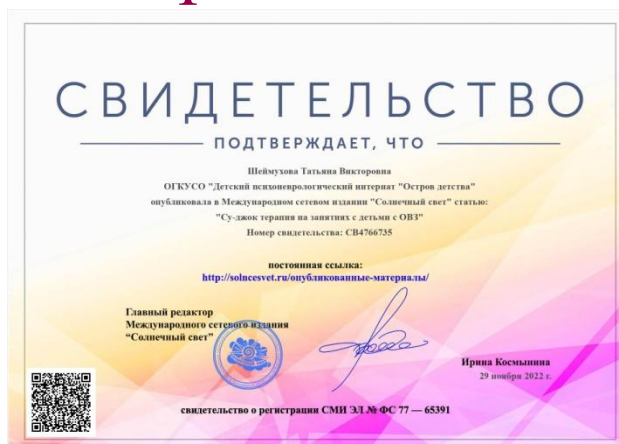 СВИДЕТЕЛЬСТВО
ПОДТВЕРЖДАЕТ, ЧТО
Шеймухова Татьяна Викторовна
ОГКУСО "Детский психоневрологический интернат "Остров детства"
опубликовала в Международном сетевом издании "Солнечный свет" статью:
"Су-джок терапия на занятиях с детьми с ОВЗ"
Номер свидетельства: СВ4766735
постоянная ссылка:
http://solncesvet.ru/опубликованные-материалы/
Главный редактор
Международного сетевого издания
“Солнечный свет”
Ирина Космынина
29 ноября 2022 г.
свидетельство о регистрации СМИ ЭЛ № ФС 77 — 65391